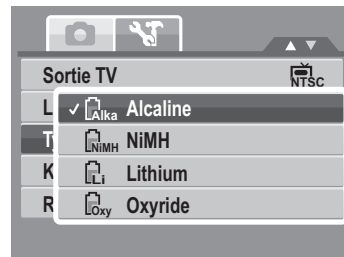 Sortie TV NTSC
L
Alka Alcaline
T
NiMH NiMH
K
Li Lithium
R
Oxy Oxyride